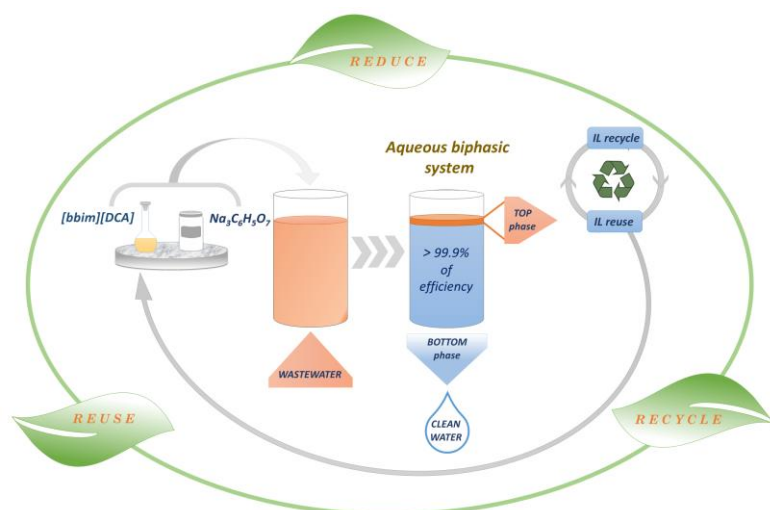 REDUCE
Aqueous biphasic
system
IL recycle
[bbim][DCA]
Na₃C₆H₅O₇
TOP
phase
IL reuse
> 99.9%
of
efficiency
BOTTOM
phase
WASTEWATER
CLEAN
WATER
REUSE
RECYCLE